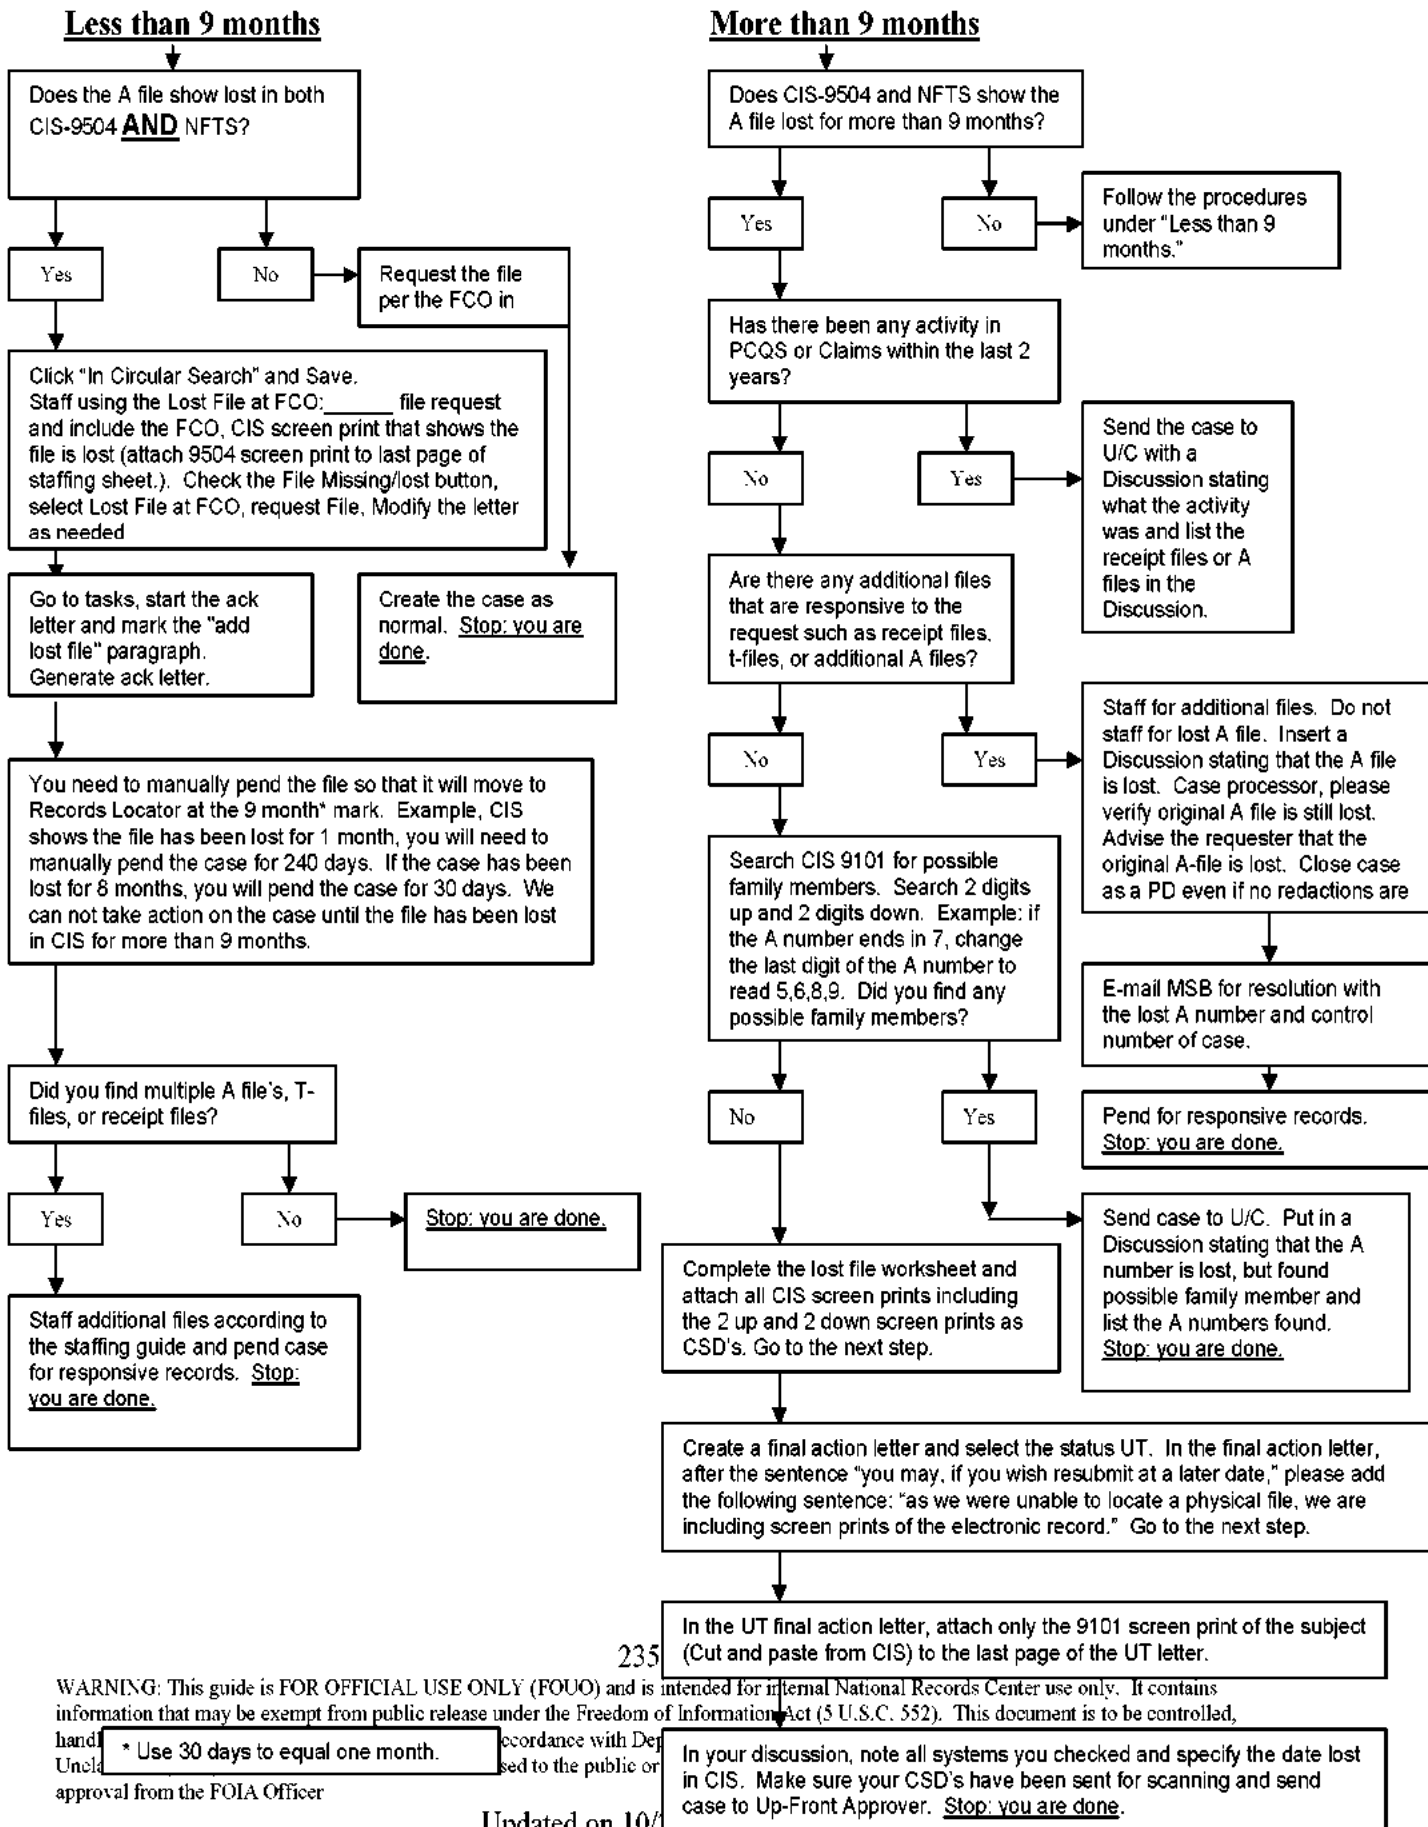 Less than 9 months
Does the A file show lost in both
CIS-9504 AND NFTS?
Yes
No
Request the file
per the FCO in
Click "In Circular Search" and Save.
Staff using the Lost File at FCO:______ file request
and include the FCO, CIS screen print that shows the
file is lost (attach 9504 screen print to last page of
staffing sheet.). Check the File Missing/lost button,
select Lost File at FCO, request File, Modify the letter
as needed
Go to tasks, start the ack
letter and mark the "add
lost file" paragraph.
Generate ack letter.
Create the case as
normal. Stop: you are
done.
You need to manually pend the file so that it will move to
Records Locator at the 9 month* mark. Example, CIS
shows the file has been lost for 1 month, you will need to
manually pend the case for 240 days. If the case has been
lost for 8 months, you will pend the case for 30 days. We
can not take action on the case until the file has been lost
in CIS for more than 9 months.
Did you find multiple A file's, T-
files, or receipt files?
Yes
No
Stop: you are done.
Staff additional files according to
the staffing guide and pend case
for responsive records. Stop:
you are done.
More than 9 months
Does CIS-9504 and NFTS show the
A file lost for more than 9 months?
Yes
No
Follow the procedures
under "Less than 9
months."
Has there been any activity in
PCQS or Claims within the last 2
years?
No
Yes
Send the case to
U/C with a
Discussion stating
what the activity
was and list the
receipt files or A
files in the
Discussion.
Are there any additional files
that are responsive to the
request such as receipt files,
t-files, or additional A files?
No
Yes
Staff for additional files. Do not
staff for lost A file. Insert a
Discussion stating that the A file
is lost. Case processor, please
verify original A file is still lost.
Advise the requester that the
original A-file is lost. Close case
as a PD even if no redactions are
E-mail MSB for resolution with
the lost A number and control
number of case.
Pend for responsive records.
Stop: you are done.
Search CIS 9101 for possible
family members. Search 2 digits
up and 2 digits down. Example: if
the A number ends in 7, change
the last digit of the A number to
read 5,6,8,9. Did you find any
possible family members?
No
Yes
Send case to U/C. Put in a
Discussion stating that the A
number is lost, but found
possible family member and
list the A numbers found.
Stop: you are done.
Complete the lost file worksheet and
attach all CIS screen prints including
the 2 up and 2 down screen prints as
CSD's. Go to the next step.
Create a final action letter and select the status UT. In the final action letter,
after the sentence "you may, if you wish resubmit at a later date," please add
the following sentence: "as we were unable to locate a physical file, we are
including screen prints of the electronic record." Go to the next step.
In the UT final action letter, attach only the 9101 screen print of the subject
(Cut and paste from CIS) to the last page of the UT letter.
235
WARNING: This guide is FOR OFFICIAL USE ONLY (FOUO) and is intended for internal National Records Center use only. It contains
information that may be exempt from public release under the Freedom of Information Act (5 U.S.C. 552). This document is to be controlled,
ccordance with
sed to the public or
approval from the FOIA Officer
* Use 30 days to equal one month.
In your discussion, note all systems you checked and specify the date lost
in CIS. Make sure your CSD's have been sent for scanning and send
case to Up-Front Approver. Stop: you are done.
Updated on 10/